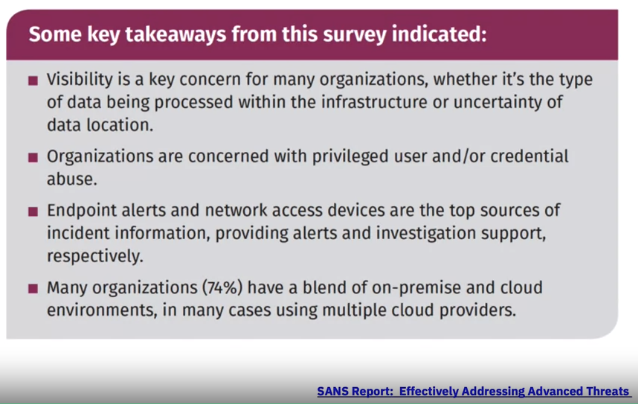 Some key takeaways from this survey indicated:
■ Visibility is a key concern for many organizations, whether it's the type
of data being processed within the infrastructure or uncertainty of
data location.
■ Organizations are concerned with privileged user and/or credential
abuse.
■ Endpoint alerts and network access devices are the top sources of
incident information, providing alerts and investigation support,
respectively.
■ Many organizations (74%) have a blend of on-premise and cloud
environments, in many cases using multiple cloud providers.
SANS Report:  Effectively Addressing Advanced Threats